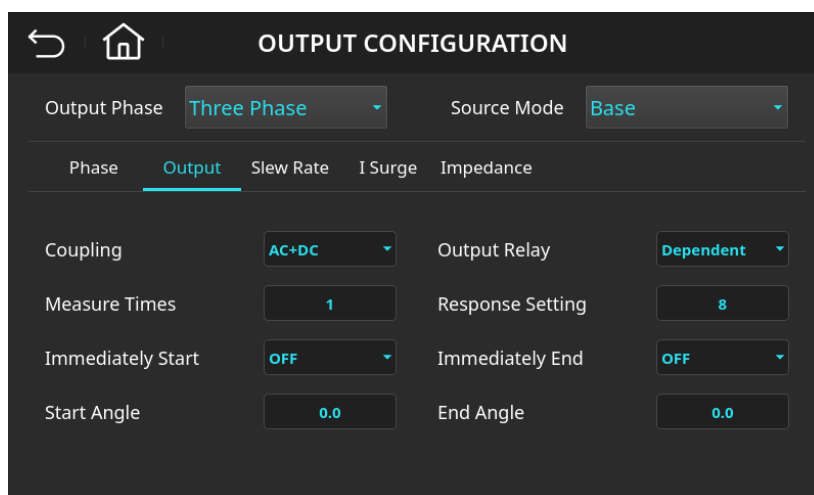 OUTPUT CONFIGURATION
Output Phase Three Phase Source Mode Base
Phase Output Slew Rate I Surge Impedance
Coupling AC+DC Output Relay Dependent
Measure Times 1 Response Setting 8
Immediately Start OFF Immediately End OFF
Start Angle 0.0 End Angle 0.0